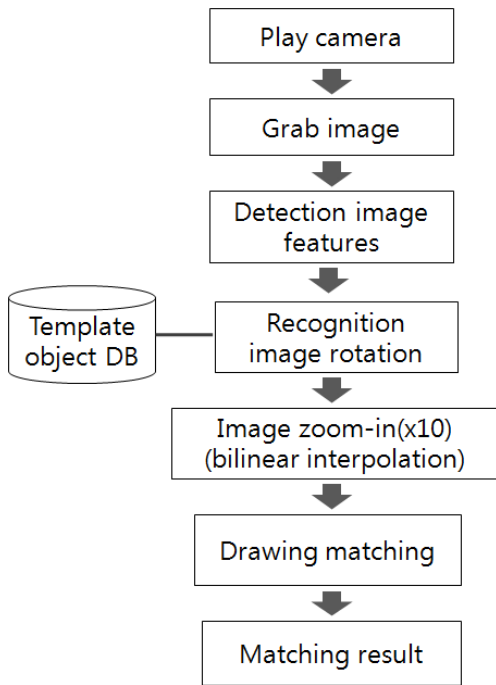 Play camera
Grab image
Detection image
features
Template
object DB
Recognition
image rotation
Image zoom-in(x10)
(bilinear interpolation)
Drawing matching
Matching result